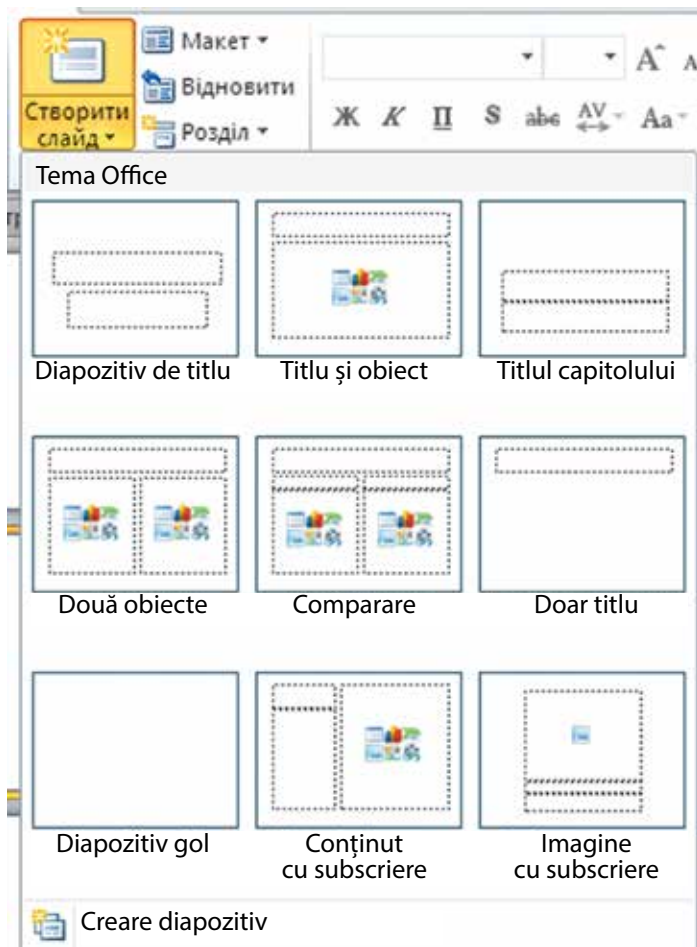 Створити
слайд
Макет
Відновити
Розділ
Ж К П S abc AV Aa
Tema Office
Diapozitiv de titlu
Titlu și obiect
Titlul capitolului
Două obiecte
Comparare
Doar titlu
Diapozitiv gol
Conținut
cu subscriere
Imagine
cu subscriere
Creare diapozitiv